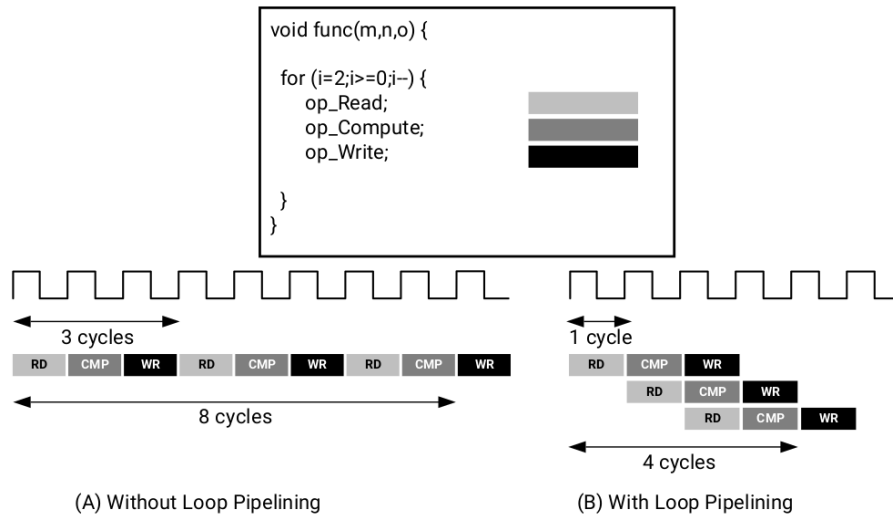 void func(m,n,o) {
for (i=2;i>=0;i--) {
op_Read;
op_Compute;
op_Write;
}
}
3 cycles
RD CMP WR RD CMP WR RD CMP WR
8 cycles
(A) Without Loop Pipelining
1 cycle
RD CMP WR
RD CMP WR
RD CMP WR
4 cycles
(B) With Loop Pipelining